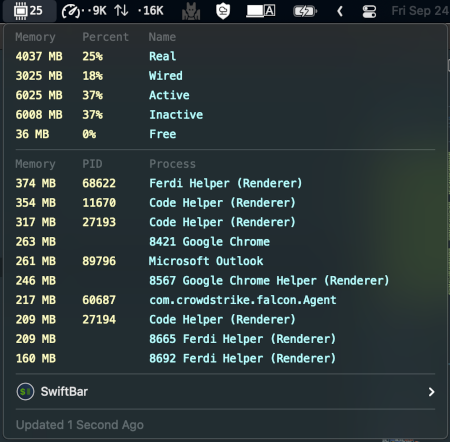 25 ··9K ↑↓ ·16K A Fri Sep 24
Memory Percent Name
4037 MB 25% Real
3025 MB 18% Wired
6025 MB 37% Active
6008 MB 37% Inactive
36 MB 0% Free
Memory PID Process
374 MB 68622 Ferdi Helper (Renderer)
354 MB 11670 Code Helper (Renderer)
317 MB 27193 Code Helper (Renderer)
263 MB 8421 Google Chrome
261 MB 89796 Microsoft Outlook
246 MB 8567 Google Chrome Helper (Renderer)
217 MB 60687 com.crowdstrike.falcon.Agent
209 MB 27194 Code Helper (Renderer)
209 MB 8665 Ferdi Helper (Renderer)
160 MB 8692 Ferdi Helper (Renderer)
$| SwiftBar
Updated 1 Second Ago